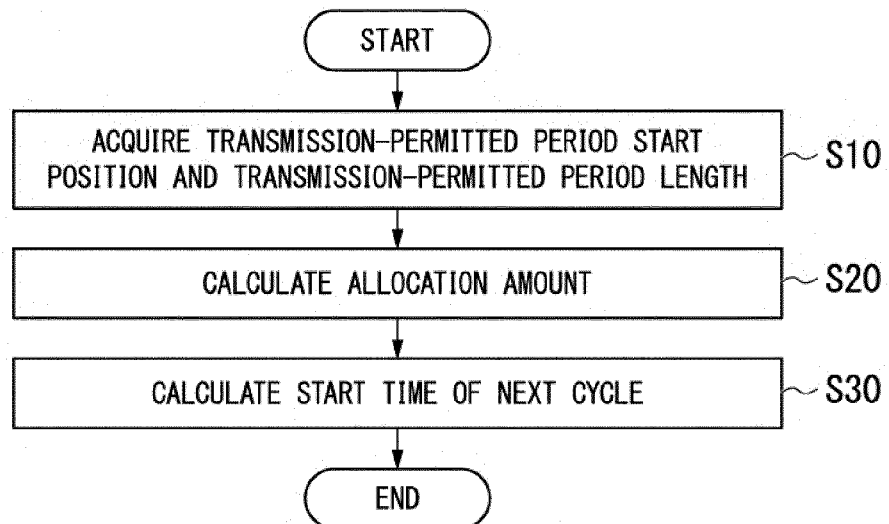 START
ACQUIRE TRANSMISSION-PERMITTED PERIOD START
POSITION AND TRANSMISSION-PERMITTED PERIOD LENGTH
S10
CALCULATE ALLOCATION AMOUNT
S20
CALCULATE START TIME OF NEXT CYCLE
S30
END